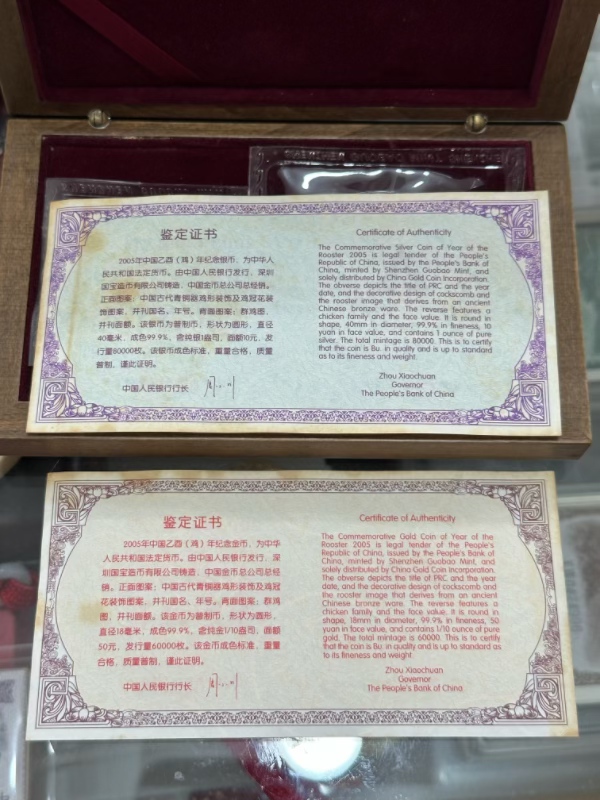 鉴定证书
2005年中国乙酉（鸡）年纪念银币，为中华人
民共和国法定货币。由中国人民银行发行，深圳
国宝造币有限公司铸造，中国金币总公司总经销。
正面图案：中国古代青铜器鸡形装饰及鸡冠花装
饰图案，并刊国名、年号。背面图案：群鸡图，
并刊面额。该银币为普制币，形状为圆形，直径
40毫米，成色99.9%，含纯银1盎司，面额10元，发
行量80000枚。该银币成色标准，重量合格，质量
普制，谨此证明。
中国人民银行行长
Certificate of Authenticity
The Commemorative Silver Coin of Year of the
Rooster 2005 is legal tender of the People's
Republic of China, issued by the People's Bank of
China, minted by Shenzhen Guobao Mint, and
solely distributed by China Gold Coin Incorporation.
The obverse depicts the title of PRC and the year
date, and the decorative design of cockscomb and
the rooster image that derives from an ancient
Chinese bronze ware. The reverse features a
chicken family and the face value. It is round in
shape, 40mm in diameter, 99.9% in fineness, 10
yuan in face value, and contains 1 ounce of pure
silver. The total mintage is 80000. This is to certify
that the coin is Bu. in quality and is up to standard
as to its fineness and weight.
Zhou Xiaochuan
Governor
The People's Bank of China
鉴定证书
2005年中国乙酉（鸡）年纪念金币，为中华
人民共和国法定货币。由中国人民银行发行，深
圳国宝造币有限公司铸造，中国金币总公司总经
销。正面图案：中国古代青铜器鸡形装饰及鸡冠
花装饰图案，并刊国名、年号。背面图案：群鸡
图，并刊面额。该金币为普制币，形状为圆形，
直径18毫米，成色99.9%，含纯金1/10盎司，面额
50元，发行量60000枚。该金币成色标准，重量
合格，质量普制，谨此证明。
中国人民银行行长
Certificate of Authenticity
The Commemorative Gold Coin of Year of the
Rooster 2005 is legal tender of the People's
Republic of China, issued by the People's Bank of
China, minted by Shenzhen Guobao Mint, and
solely distributed by China Gold Coin Incorporation.
The obverse depicts the title of PRC and the year
date, and the decorative design of cockscomb and
the rooster image that derives from an ancient
Chinese bronze ware. The reverse features a
chicken family and the face value. It is round in
shape, 18mm in diameter, 99.9% in fineness, 50
yuan in face value, and contains 1/10 ounce of pure
gold. The total mintage is 60000. This is to certify
that the coin is Bu. in quality and is up to standard as
to its fineness and weight.
Zhou Xiaochuan
Governor
The People's Bank of China